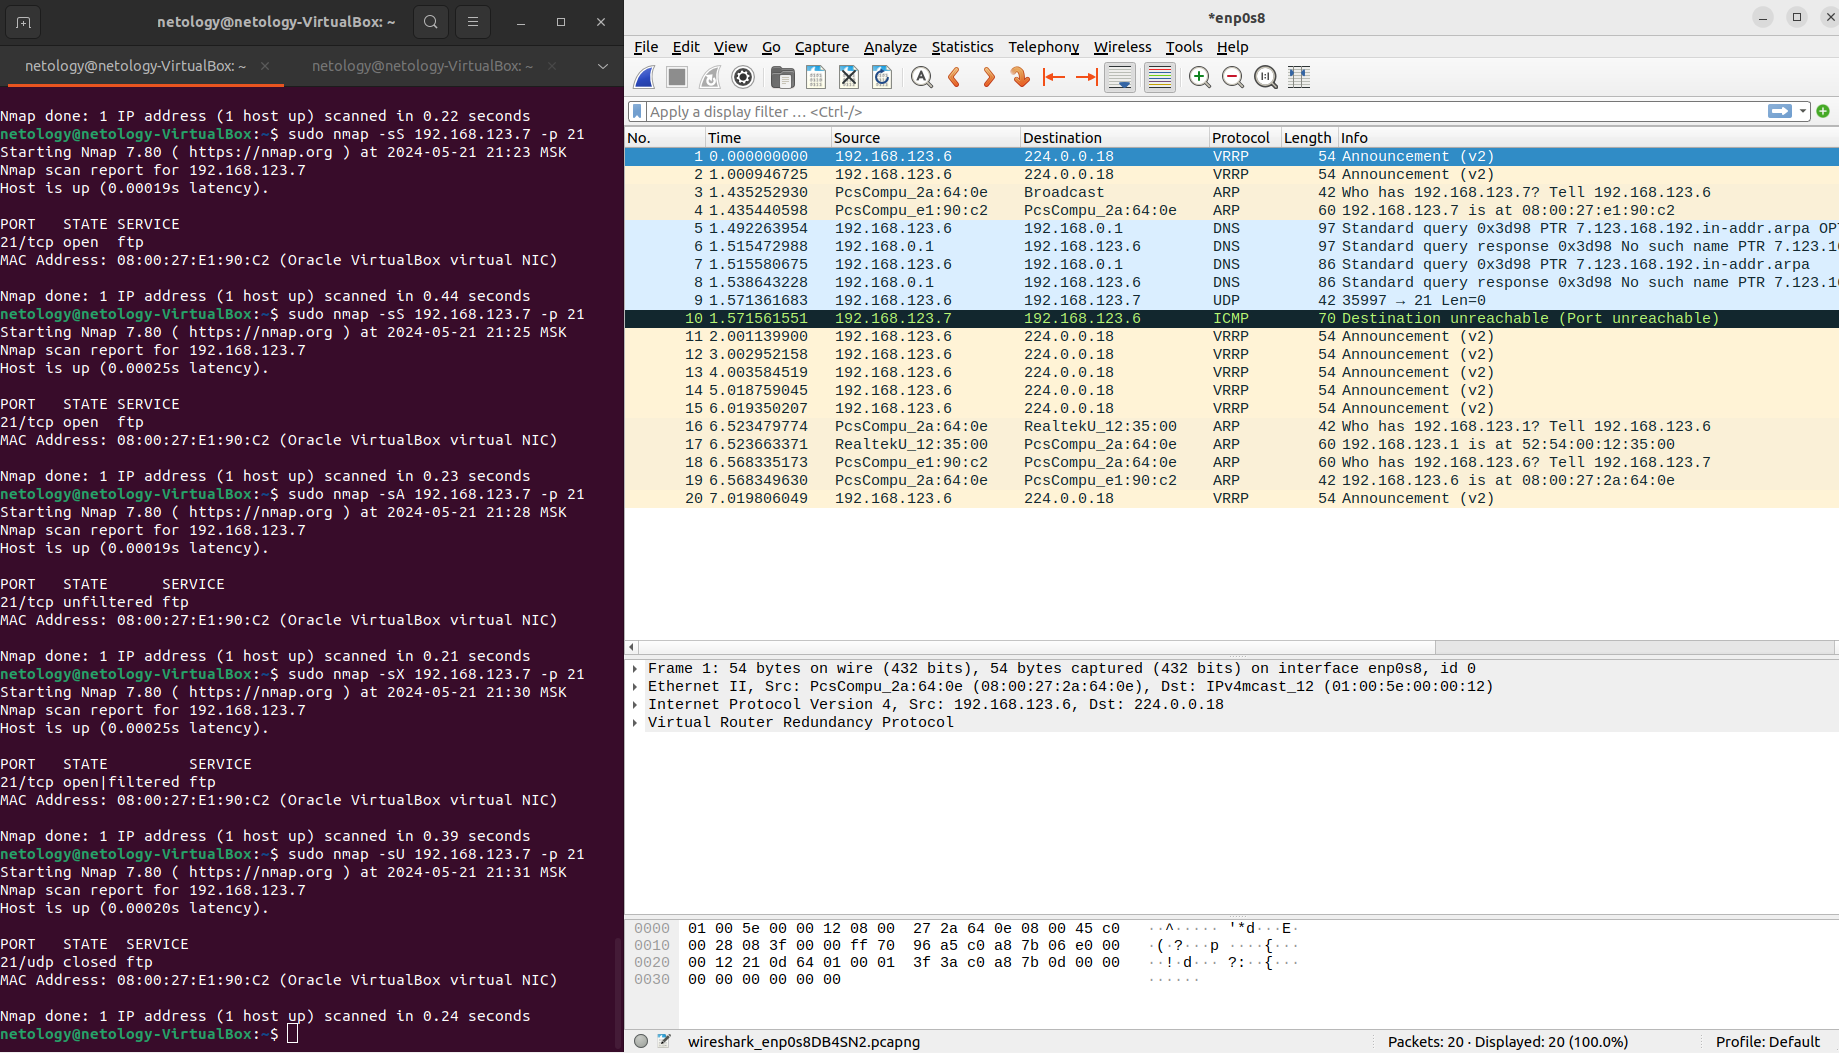 netology@netology-VirtualBox: ~
netology@netology-VirtualBox: ~
netology@netology-VirtualBox: ~
Nmap done: 1 IP address (1 host up) scanned in 0.22 seconds
netology@netology-VirtualBox:~$ sudo nmap -sS 192.168.123.7 -p 21
Starting Nmap 7.80 ( https://nmap.org ) at 2024-05-21 21:23 MSK
Nmap scan report for 192.168.123.7
Host is up (0.00019s latency).
PORT   STATE SERVICE
21/tcp open  ftp
MAC Address: 08:00:27:E1:90:C2 (Oracle VirtualBox virtual NIC)
Nmap done: 1 IP address (1 host up) scanned in 0.44 seconds
netology@netology-VirtualBox:~$ sudo nmap -sS 192.168.123.7 -p 21
Starting Nmap 7.80 ( https://nmap.org ) at 2024-05-21 21:25 MSK
Nmap scan report for 192.168.123.7
Host is up (0.00025s latency).
PORT   STATE SERVICE
21/tcp open  ftp
MAC Address: 08:00:27:E1:90:C2 (Oracle VirtualBox virtual NIC)
Nmap done: 1 IP address (1 host up) scanned in 0.23 seconds
netology@netology-VirtualBox:~$ sudo nmap -sA 192.168.123.7 -p 21
Starting Nmap 7.80 ( https://nmap.org ) at 2024-05-21 21:28 MSK
Nmap scan report for 192.168.123.7
Host is up (0.00019s latency).
PORT   STATE      SERVICE
21/tcp unfiltered ftp
MAC Address: 08:00:27:E1:90:C2 (Oracle VirtualBox virtual NIC)
Nmap done: 1 IP address (1 host up) scanned in 0.21 seconds
netology@netology-VirtualBox:~$ sudo nmap -sX 192.168.123.7 -p 21
Starting Nmap 7.80 ( https://nmap.org ) at 2024-05-21 21:30 MSK
Nmap scan report for 192.168.123.7
Host is up (0.00025s latency).
PORT   STATE         SERVICE
21/tcp open|filtered ftp
MAC Address: 08:00:27:E1:90:C2 (Oracle VirtualBox virtual NIC)
Nmap done: 1 IP address (1 host up) scanned in 0.39 seconds
netology@netology-VirtualBox:~$ sudo nmap -sU 192.168.123.7 -p 21
Starting Nmap 7.80 ( https://nmap.org ) at 2024-05-21 21:31 MSK
Nmap scan report for 192.168.123.7
Host is up (0.00020s latency).
PORT   STATE  SERVICE
21/udp closed ftp
MAC Address: 08:00:27:E1:90:C2 (Oracle VirtualBox virtual NIC)
Nmap done: 1 IP address (1 host up) scanned in 0.24 seconds
netology@netology-VirtualBox:~$
*enp0s8
File Edit View Go Capture Analyze Statistics Telephony Wireless Tools Help
Apply a display filter … <Ctrl-/>
No. Time Source Destination Protocol Length Info
1 0.000000000 192.168.123.6 224.0.0.18 VRRP 54 Announcement (v2)
2 1.000946725 192.168.123.6 224.0.0.18 VRRP 54 Announcement (v2)
3 1.435252930 PcsCompu_2a:64:0e Broadcast ARP 42 Who has 192.168.123.7? Tell 192.168.123.6
4 1.435440598 PcsCompu_e1:90:c2 PcsCompu_2a:64:0e ARP 60 192.168.123.7 is at 08:00:27:e1:90:c2
5 1.492263954 192.168.123.6 192.168.0.1 DNS 97 Standard query 0x3d98 PTR 7.123.168.192.in-addr.arpa OPT
6 1.515472988 192.168.0.1 192.168.123.6 DNS 97 Standard query response 0x3d98 No such name PTR 7.123.16
7 1.515580675 192.168.123.6 192.168.0.1 DNS 86 Standard query 0x3d98 PTR 7.123.168.192.in-addr.arpa
8 1.538643228 192.168.0.1 192.168.123.6 DNS 86 Standard query response 0x3d98 No such name PTR 7.123.16
9 1.571361683 192.168.123.6 192.168.123.7 UDP 42 35997 → 21 Len=0
10 1.571561551 192.168.123.7 192.168.123.6 ICMP 70 Destination unreachable (Port unreachable)
11 2.001139900 192.168.123.6 224.0.0.18 VRRP 54 Announcement (v2)
12 3.002952158 192.168.123.6 224.0.0.18 VRRP 54 Announcement (v2)
13 4.003584519 192.168.123.6 224.0.0.18 VRRP 54 Announcement (v2)
14 5.018759045 192.168.123.6 224.0.0.18 VRRP 54 Announcement (v2)
15 6.019350207 192.168.123.6 224.0.0.18 VRRP 54 Announcement (v2)
16 6.523479774 PcsCompu_2a:64:0e RealtekU_12:35:00 ARP 42 Who has 192.168.123.1? Tell 192.168.123.6
17 6.523663371 RealtekU_12:35:00 PcsCompu_2a:64:0e ARP 60 192.168.123.1 is at 52:54:00:12:35:00
18 6.568335173 PcsCompu_e1:90:c2 PcsCompu_2a:64:0e ARP 60 Who has 192.168.123.6? Tell 192.168.123.7
19 6.568349630 PcsCompu_2a:64:0e PcsCompu_e1:90:c2 ARP 42 192.168.123.6 is at 08:00:27:2a:64:0e
20 7.019806049 192.168.123.6 224.0.0.18 VRRP 54 Announcement (v2)
Frame 1: 54 bytes on wire (432 bits), 54 bytes captured (432 bits) on interface enp0s8, id 0
Ethernet II, Src: PcsCompu_2a:64:0e (08:00:27:2a:64:0e), Dst: IPv4mcast_12 (01:00:5e:00:00:12)
Internet Protocol Version 4, Src: 192.168.123.6, Dst: 224.0.0.18
Virtual Router Redundancy Protocol
0000 01 00 5e 00 00 12 08 00 27 2a 64 0e 08 00 45 c0 ··^····· '*d···E·
0010 00 28 08 3f 00 00 ff 70 96 a5 c0 a8 7b 06 e0 00 ·(·?···p ····{···
0020 00 12 21 0d 64 01 00 01 3f 3a c0 a8 7b 0d 00 00 ··!·d··· ?:··{···
0030 00 00 00 00 00 00 ······
wireshark_enp0s8DB4SN2.pcapng Packets: 20 · Displayed: 20 (100.0%) Profile: Default